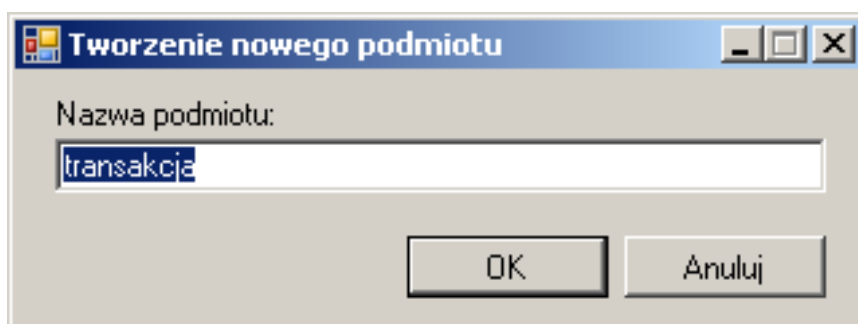 Tworzenie nowego podmiotu
Nazwa podmiotu:
transakcja
OK Anuluj